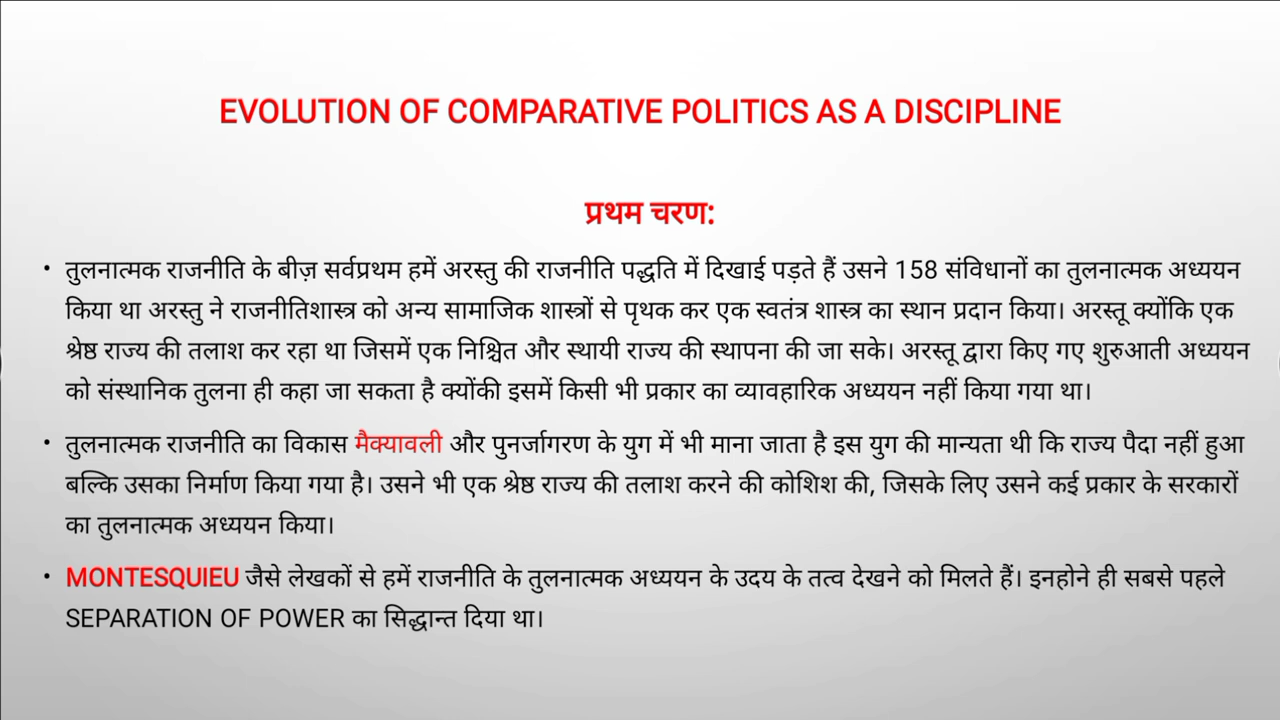 EVOLUTION OF COMPARATIVE POLITICS AS A DISCIPLINE
प्रथम चरण:
• तुलनात्मक राजनीति के बीज़ सर्वप्रथम हमें अरस्तु की राजनीति पद्धति में दिखाई पड़ते हैं उसने 158 संविधानों का तुलनात्मक अध्ययन
किया था अरस्तु ने राजनीतिशास्त्र को अन्य सामाजिक शास्त्रों से पृथक कर एक स्वतंत्र शास्त्र का स्थान प्रदान किया। अरस्तू क्योंकि एक
श्रेष्ठ राज्य की तलाश कर रहा था जिसमें एक निश्चित और स्थायी राज्य की स्थापना की जा सके। अरस्तू द्वारा किए गए शुरुआती अध्ययन
को संस्थानिक तुलना ही कहा जा सकता है क्योंकी इसमें किसी भी प्रकार का व्यावहारिक अध्ययन नहीं किया गया था।
• तुलनात्मक राजनीति का विकास मैक्यावली और पुनर्जागरण के युग में भी माना जाता है इस युग की मान्यता थी कि राज्य पैदा नहीं हुआ
बल्कि उसका निर्माण किया गया है। उसने भी एक श्रेष्ठ राज्य की तलाश करने की कोशिश की, जिसके लिए उसने कई प्रकार के सरकारों
का तुलनात्मक अध्ययन किया।
• MONTESQUIEU जैसे लेखकों से हमें राजनीति के तुलनात्मक अध्ययन के उदय के तत्व देखने को मिलते हैं। इनहोने ही सबसे पहले
SEPARATION OF POWER का सिद्धान्त दिया था।